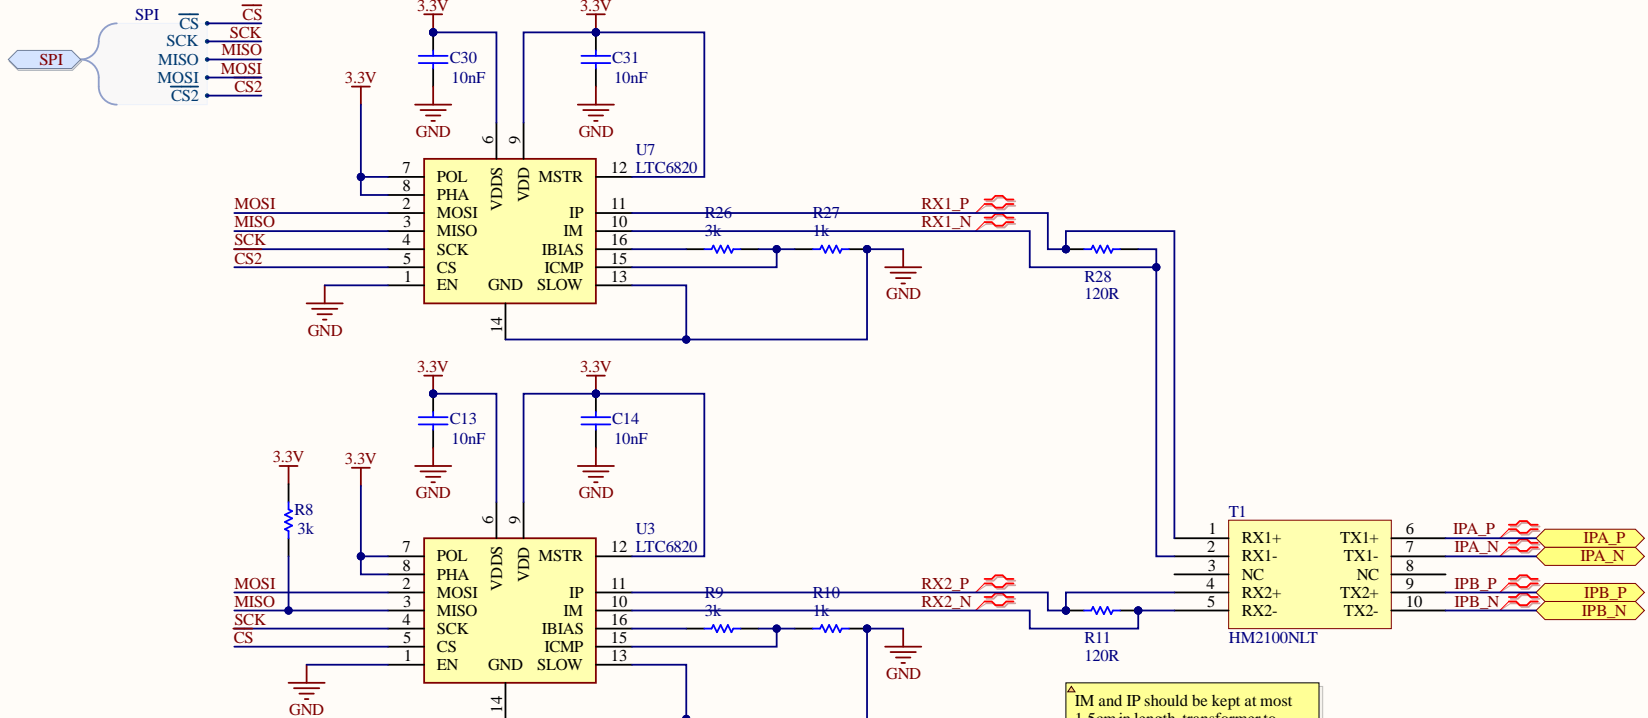 SPI
SPI
CS CS
SCK SCK
MISO MISO
MOSI MOSI
CS2 CS2
3.3V
C30
10nF
GND
3.3V
C31
10nF
GND
3.3V
U7
LTC6820
6 9
VDDS VDD
7 POL MSTR 12
8 PHA
MOSI 2 MOSI IP 11
MISO 3 MISO IM 10
SCK 4 SCK IBIAS 16
CS2 5 CS ICMP 15
1 EN GND SLOW 13
14
GND
R26
3k
R27
1k
GND
RX1_P
RX1_N
R28
120R
3.3V
C13
10nF
GND
3.3V
C14
10nF
GND
3.3V
R8
3k
3.3V
U3
LTC6820
6 9
VDDS VDD
7 POL MSTR 12
8 PHA
MOSI 2 MOSI IP 11
MISO 3 MISO IM 10
SCK 4 SCK IBIAS 16
CS 5 CS ICMP 15
1 EN GND SLOW 13
14
GND
R9
3k
R10
1k
GND
RX2_P
RX2_N
R11
120R
T1
1 RX1+ TX1+ 6 IPA_P IPA_P
2 RX1- TX1- 7 IPA_N IPA_N
3 NC NC 8
4 RX2+ TX2+ 9 IPB_P IPB_P
5 RX2- TX2- 10 IPB_N IPB_N
HM2100NLT
IM and IP should be kept at most
1.5cm in length, transformer to